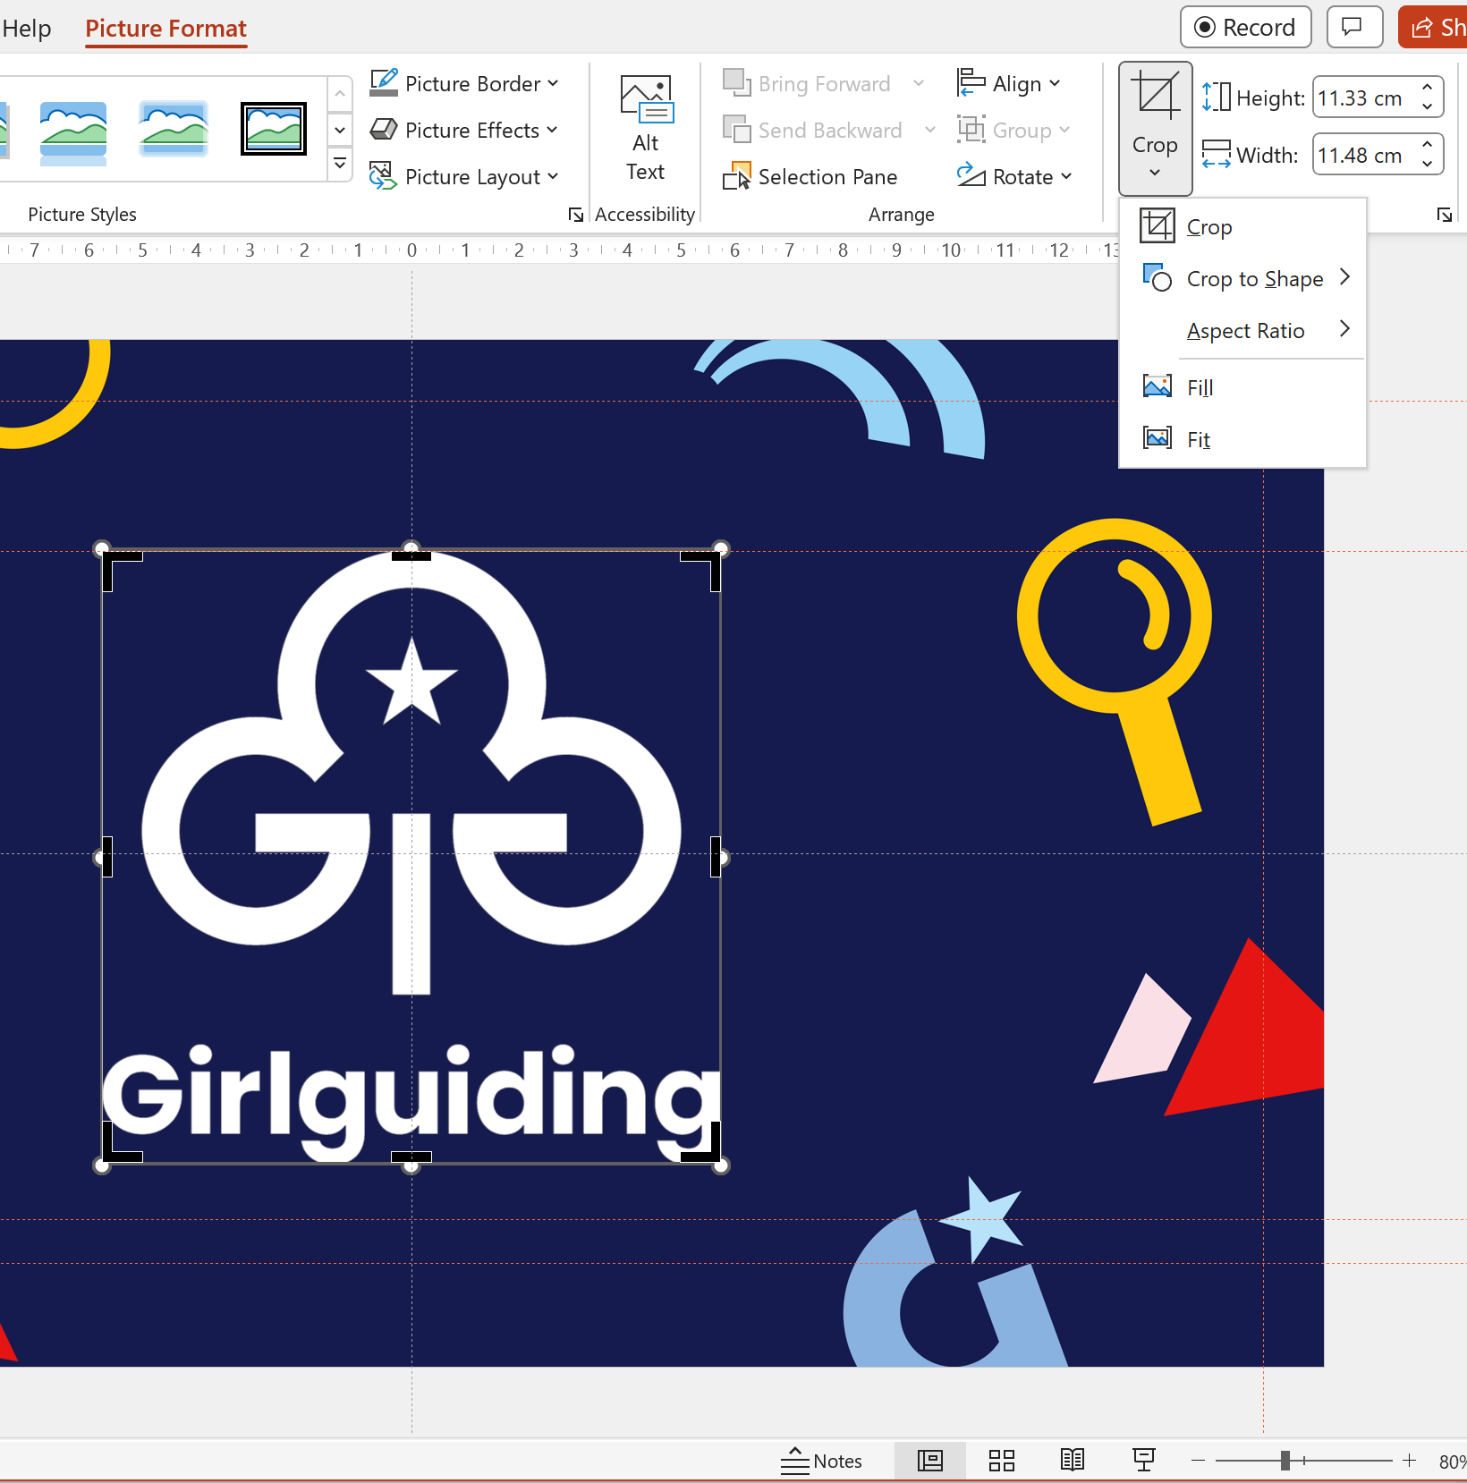 Help Picture Format Record Sh
Picture Border Bring Forward Align Height: 11.33 cm
Picture Effects Send Backward Group Crop
Alt
Text
Width: 11.48 cm
Picture Layout Selection Pane Rotate
Picture Styles Accessibility Arrange
7 6 5 4 3 2 1 0 1 2 3 4 5 6 7 8 9 10 11 12 13
Crop
Crop to Shape
Aspect Ratio
Fill
Fit
Girlguiding
Notes 80%